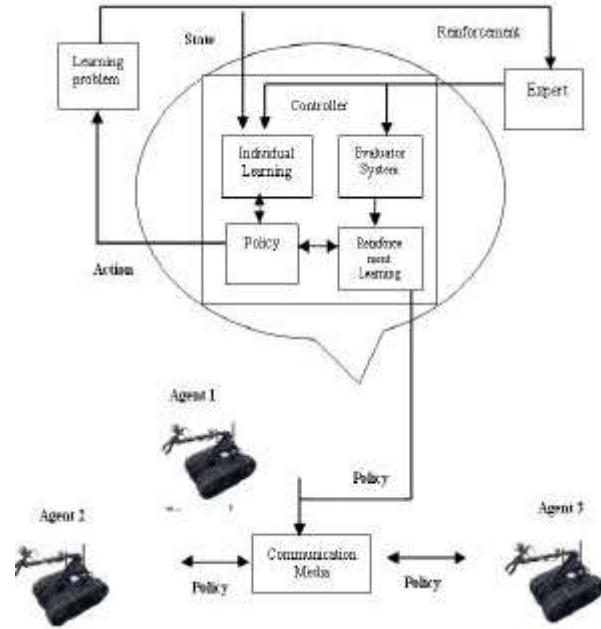 State
Reinforcement
Learning
problem
Expert
Controller
Individual
Learning
Evaluator
System
Policy
Reinforce
ment
Learning
Action
Agent 1
Policy
Agent 2
Agent 3
Communication
Media
Policy
Policy